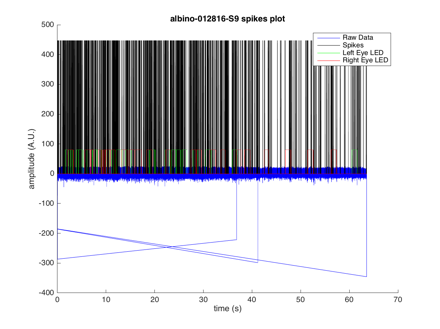 albino-012816-S9 spikes plot
500
400
300
200
100
0
-100
-200
-300
-400
amplitude (A.U.)
Raw Data
Spikes
Left Eye LED
Right Eye LED
0 10 20 30 40 50 60 70
time (s)